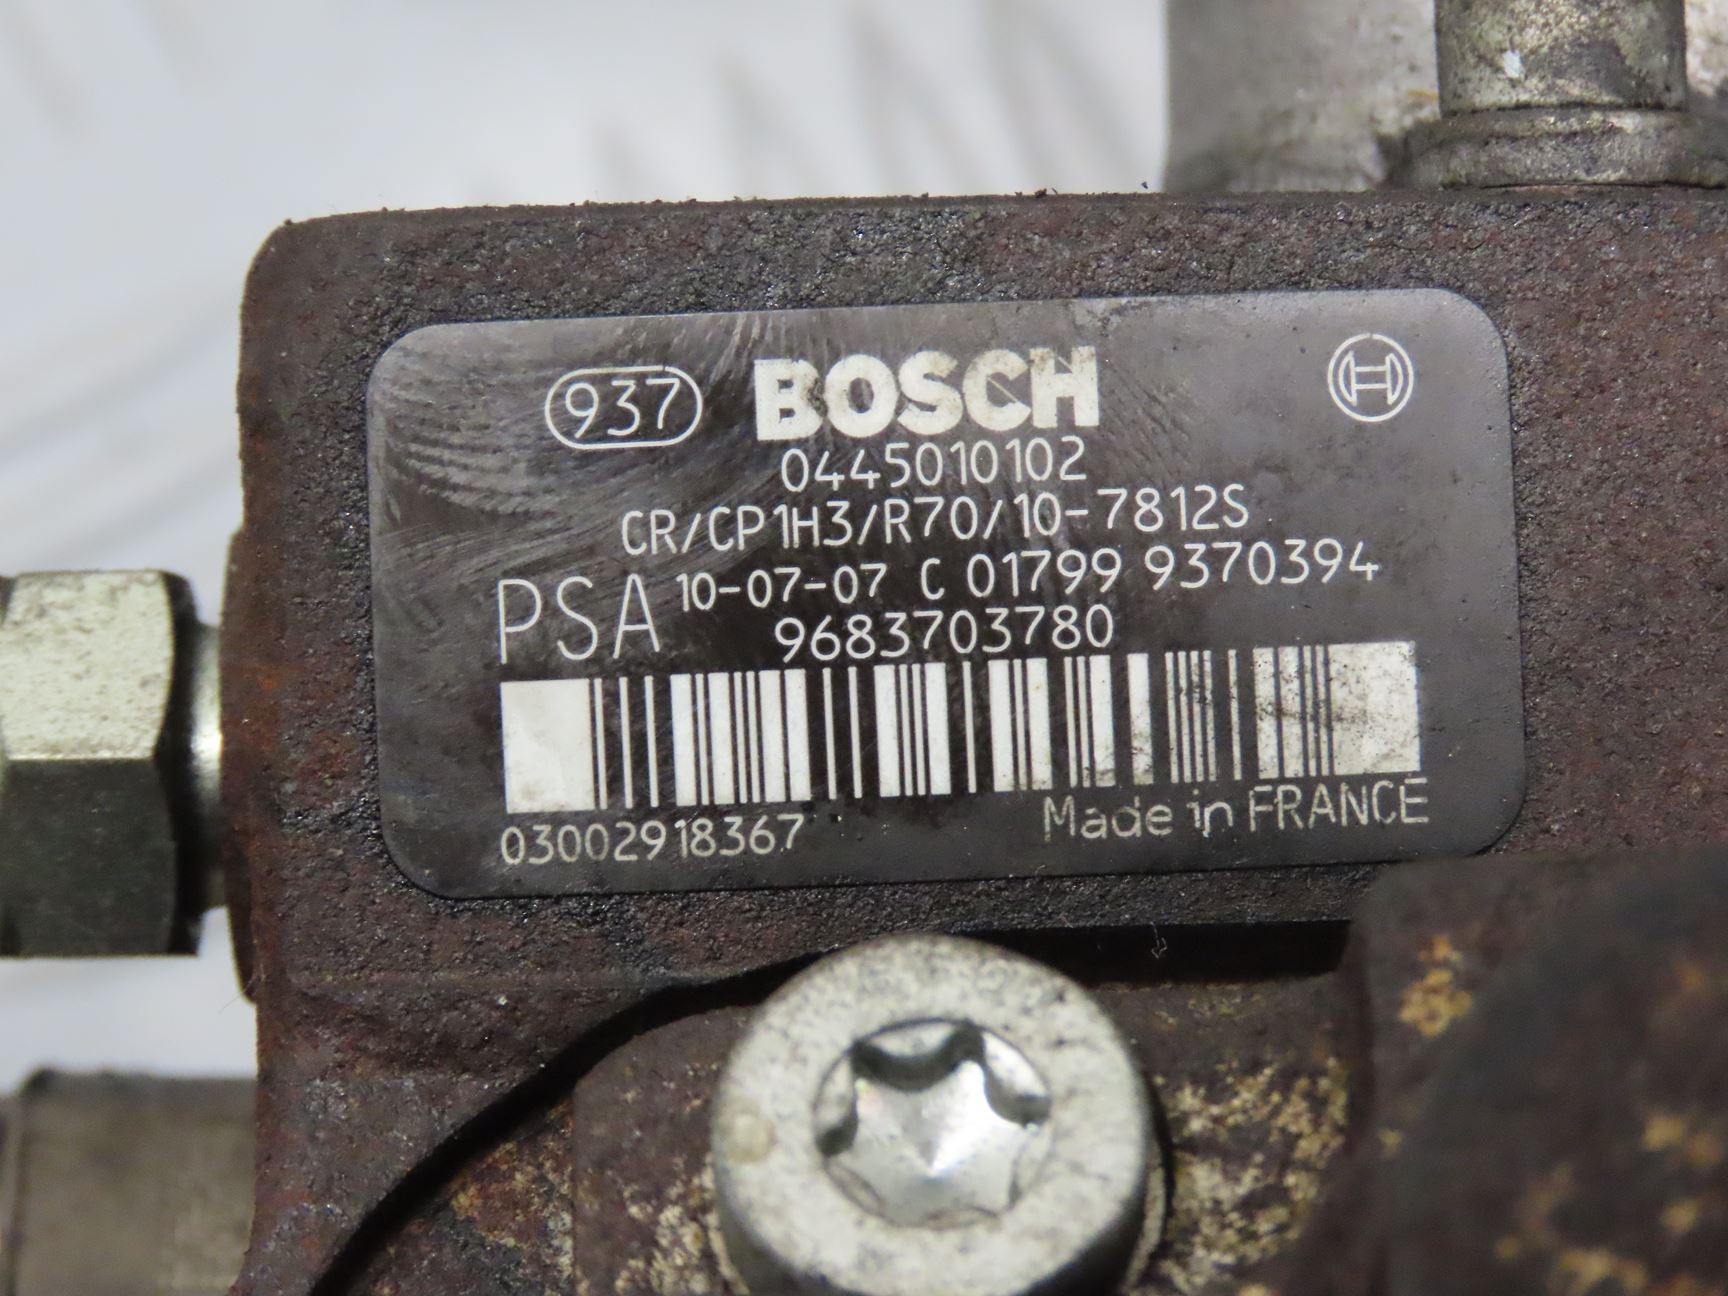 937 BOSCH
0445010102
CR/CP1H3/R70/10-7812S
PSA 10-07-07 C 01799 9370394
9683703780
03002918367 Made in FRANCE